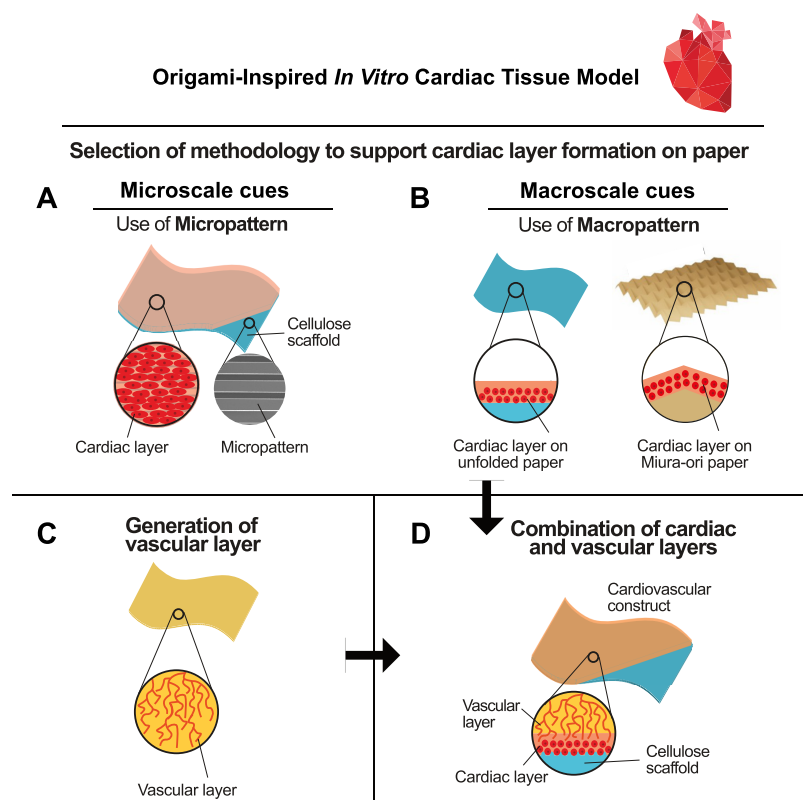 Origami-Inspired In Vitro Cardiac Tissue Model
Selection of methodology to support cardiac layer formation on paper
A
Microscale cues
Use of Micropattern
Cellulose
scaffold
Cardiac layer
Micropattern
B
Macroscale cues
Use of Macropattern
Cardiac layer on
unfolded paper
Cardiac layer on
Miura-ori paper
C
Generation of
vascular layer
Vascular layer
D
Combination of cardiac
and vascular layers
Cardiovascular
construct
Vascular
layer
Cardiac layer
Cellulose
scaffold